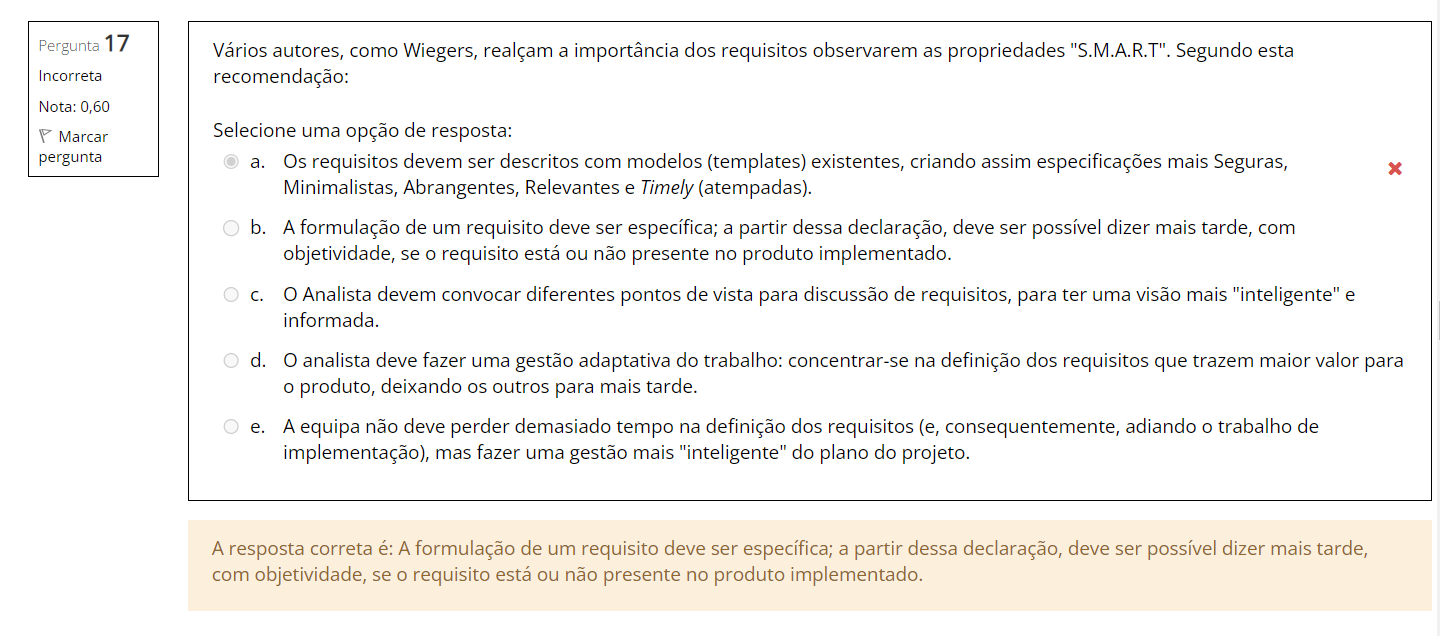 Pergunta 17
Incorreta
Nota: 0,60
Marcar
pergunta
Vários autores, como Wiegers, realçam a importância dos requisitos observarem as propriedades "S.M.A.R.T". Segundo esta
recomendação:
Selecione uma opção de resposta:
a. Os requisitos devem ser descritos com modelos (templates) existentes, criando assim especificações mais Seguras,
Minimalistas, Abrangentes, Relevantes e Timely (atempadas).
b. A formulação de um requisito deve ser específica; a partir dessa declaração, deve ser possível dizer mais tarde, com
objetividade, se o requisito está ou não presente no produto implementado.
c. O Analista devem convocar diferentes pontos de vista para discussão de requisitos, para ter uma visão mais "inteligente" e
informada.
d. O analista deve fazer uma gestão adaptativa do trabalho: concentrar-se na definição dos requisitos que trazem maior valor para
o produto, deixando os outros para mais tarde.
e. A equipa não deve perder demasiado tempo na definição dos requisitos (e, consequentemente, adiando o trabalho de
implementação), mas fazer uma gestão mais "inteligente" do plano do projeto.
A resposta correta é: A formulação de um requisito deve ser específica; a partir dessa declaração, deve ser possível dizer mais tarde,
com objetividade, se o requisito está ou não presente no produto implementado.